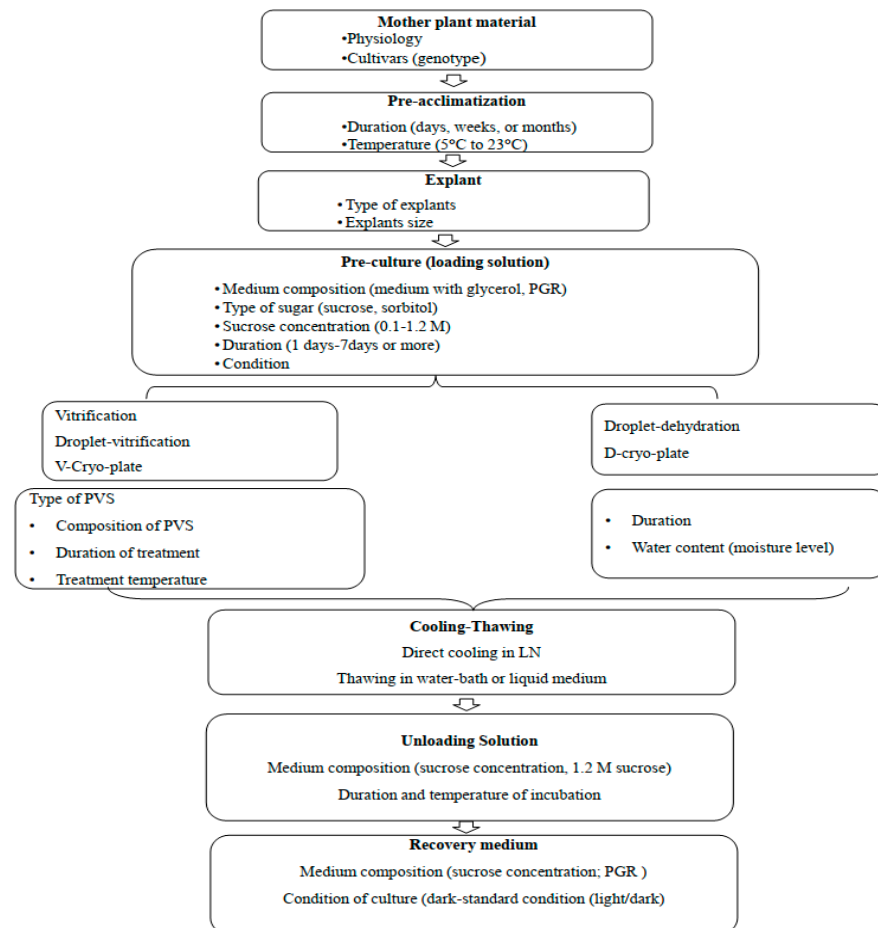 Mother plant material
•Physiology
•Cultivars (genotype)
Pre-acclimatization
•Duration (days, weeks, or months)
•Temperature (5°C to 23°C)
Explant
•Type of explants
•Explants size
Pre-culture (loading solution)
•Medium composition (medium with glycerol, PGR)
•Type of sugar (sucrose, sorbitol)
•Sucrose concentration (0.1-1.2 M)
•Duration (1 days-7days or more)
•Condition
Vitrification
Droplet-vitrification
V-Cryo-plate
Droplet-dehydration
D-cryo-plate
Type of PVS
• Composition of PVS
• Duration of treatment
• Treatment temperature
• Duration
• Water content (moisture level)
Cooling-Thawing
Direct cooling in LN
Thawing in water-bath or liquid medium
Unloading Solution
Medium composition (sucrose concentration, 1.2 M sucrose)
Duration and temperature of incubation
Recovery medium
Medium composition (sucrose concentration; PGR )
Condition of culture (dark-standard condition (light/dark)